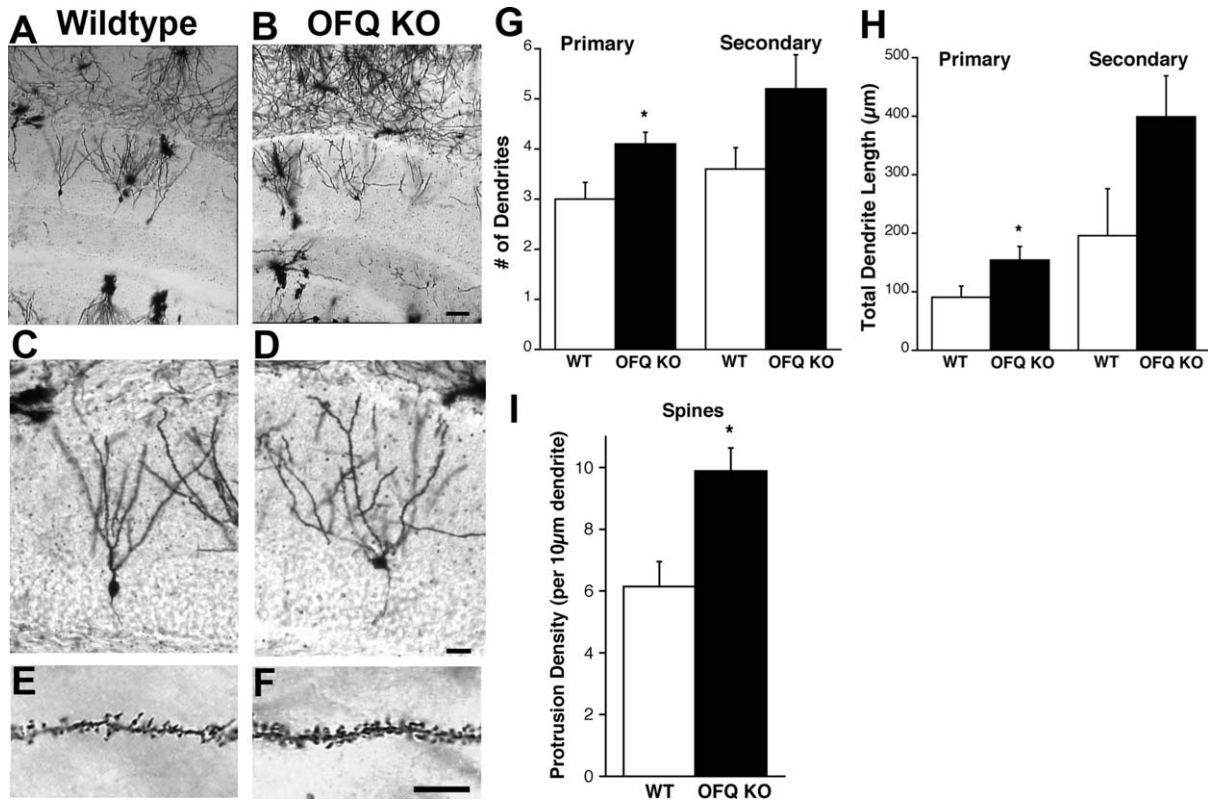 A Wildtype
B OFQ KO
C
D
E
F
G
Primary
Secondary
# of Dendrites
6
5
4
3
2
1
0
*
WT
OFQ KO
WT
OFQ KO
H
Primary
Secondary
Total Dendrite Length (µm)
500
400
300
200
100
0
*
WT
OFQ KO
WT
OFQ KO
I
Spines
Protrusion Density (per 10µm dendrite)
10
8
6
4
2
0
*
WT
OFQ KO